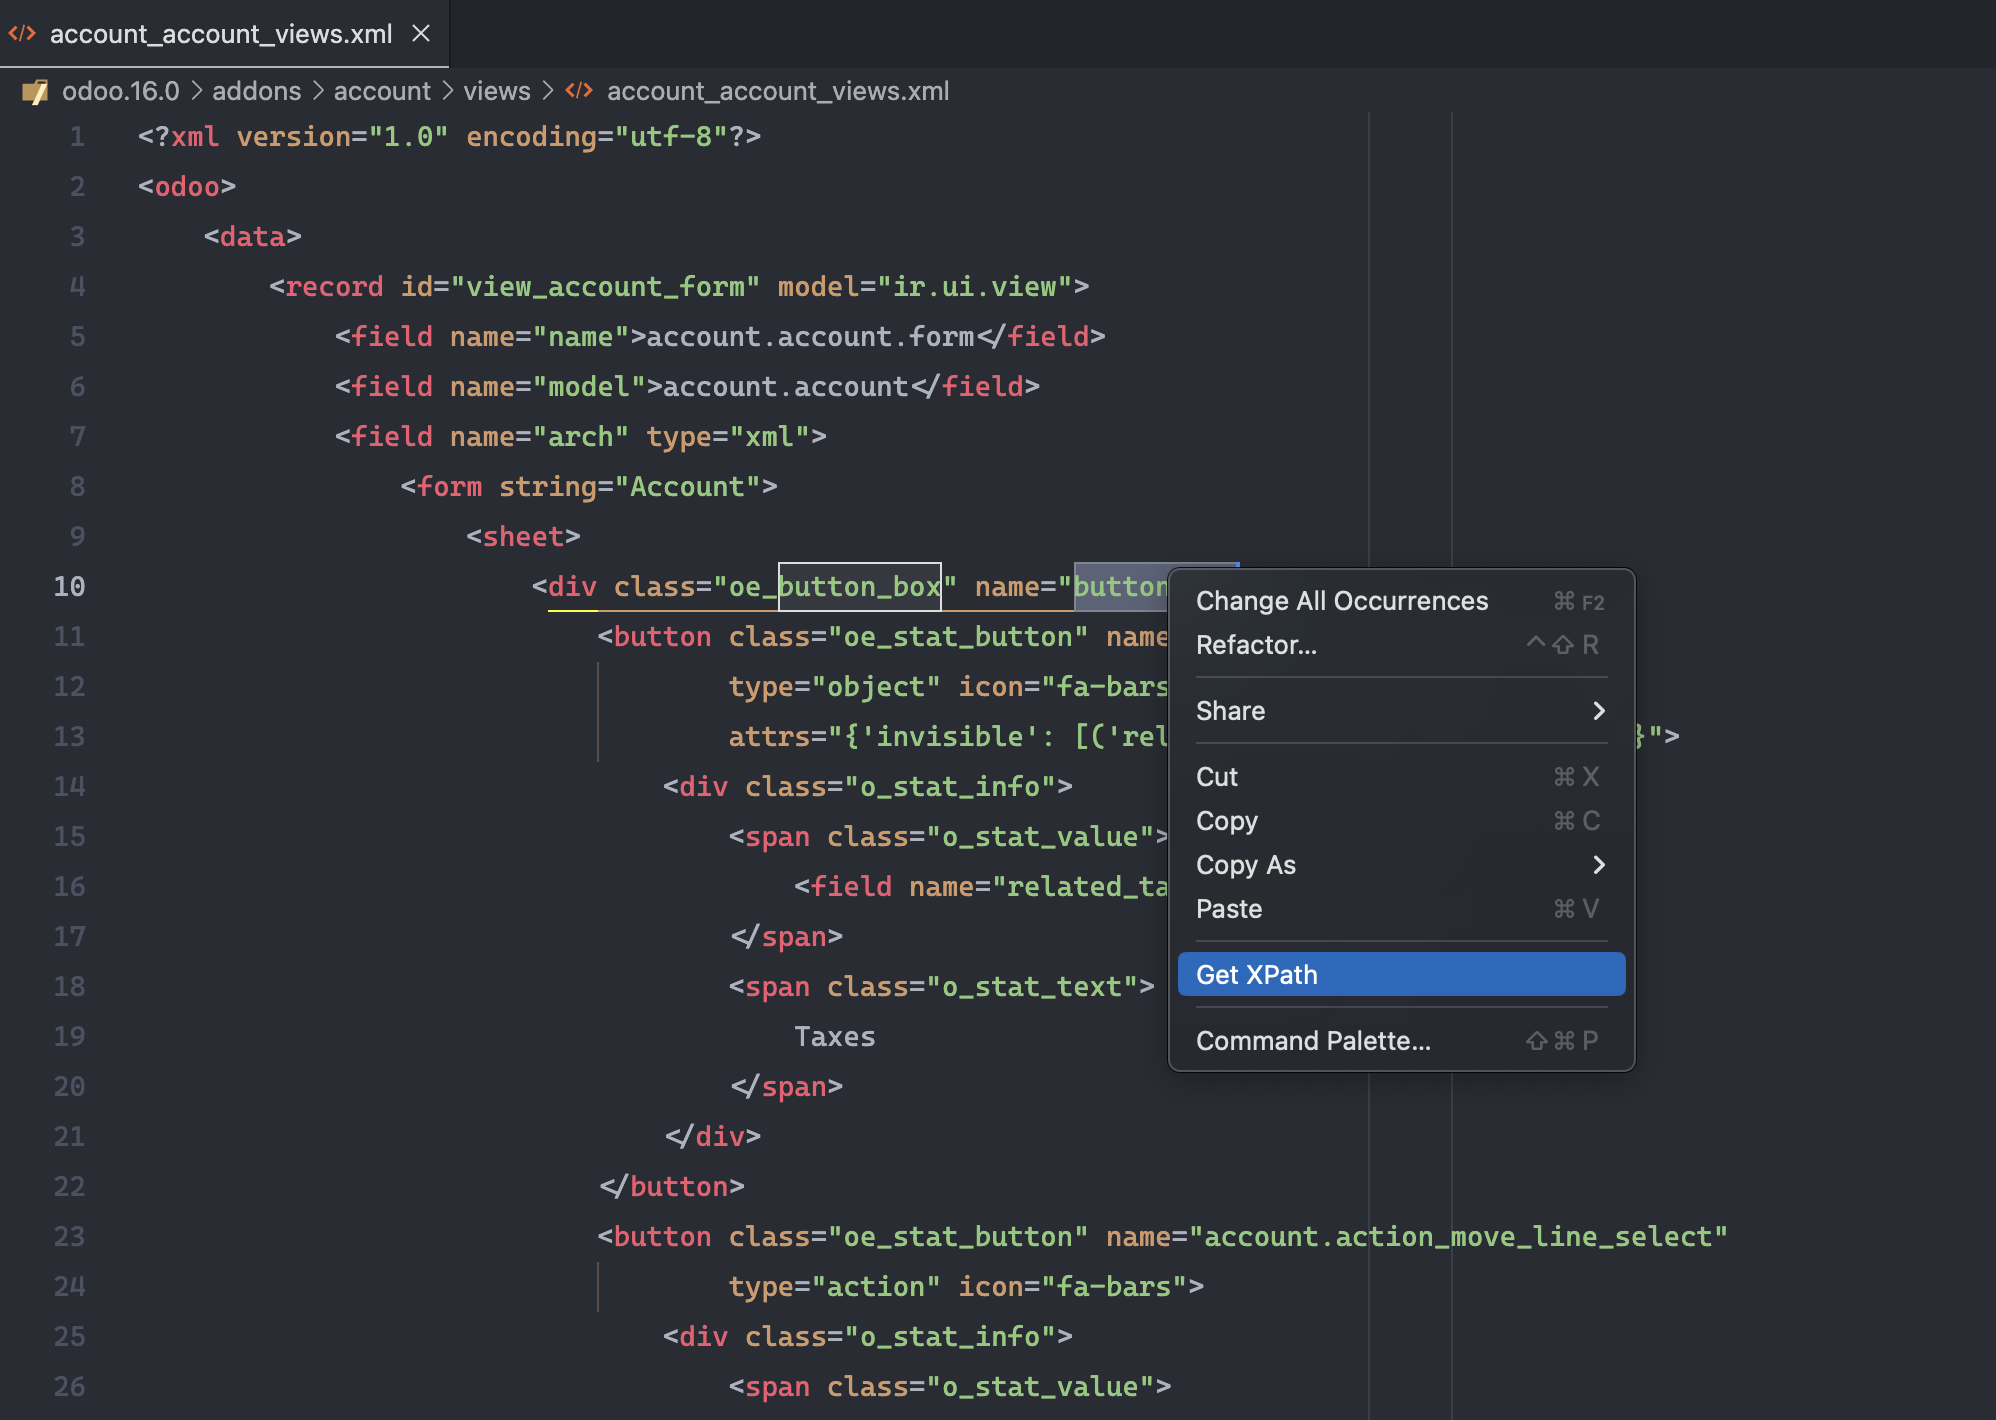 account_account_views.xml
odoo.16.0 > addons > account > views > </> account_account_views.xml
1 <?xml version="1.0" encoding="utf-8"?>
2 <odoo>
3 <data>
4 <record id="view_account_form" model="ir.ui.view">
5 <field name="name">account.account.form</field>
6 <field name="model">account.account</field>
7 <field name="arch" type="xml">
8 <form string="Account">
9 <sheet>
10 <div class="oe_button_box" name="button
11 <button class="oe_stat_button" name
12 type="object" icon="fa-bars
13 attrs="{'invisible': [('rel }">
14 <div class="o_stat_info">
15 <span class="o_stat_value">
16 <field name="related_ta
17 </span>
18 <span class="o_stat_text">
19 Taxes
20 </span>
21 </div>
22 </button>
23 <button class="oe_stat_button" name="account.action_move_line_select"
24 type="action" icon="fa-bars">
25 <div class="o_stat_info">
26 <span class="o_stat_value">
Change All Occurrences ⌘ F2
Refactor... ^⇧ R
Share >
Cut ⌘ X
Copy ⌘ C
Copy As >
Paste ⌘ V
Get XPath
Command Palette... ⇧⌘ P